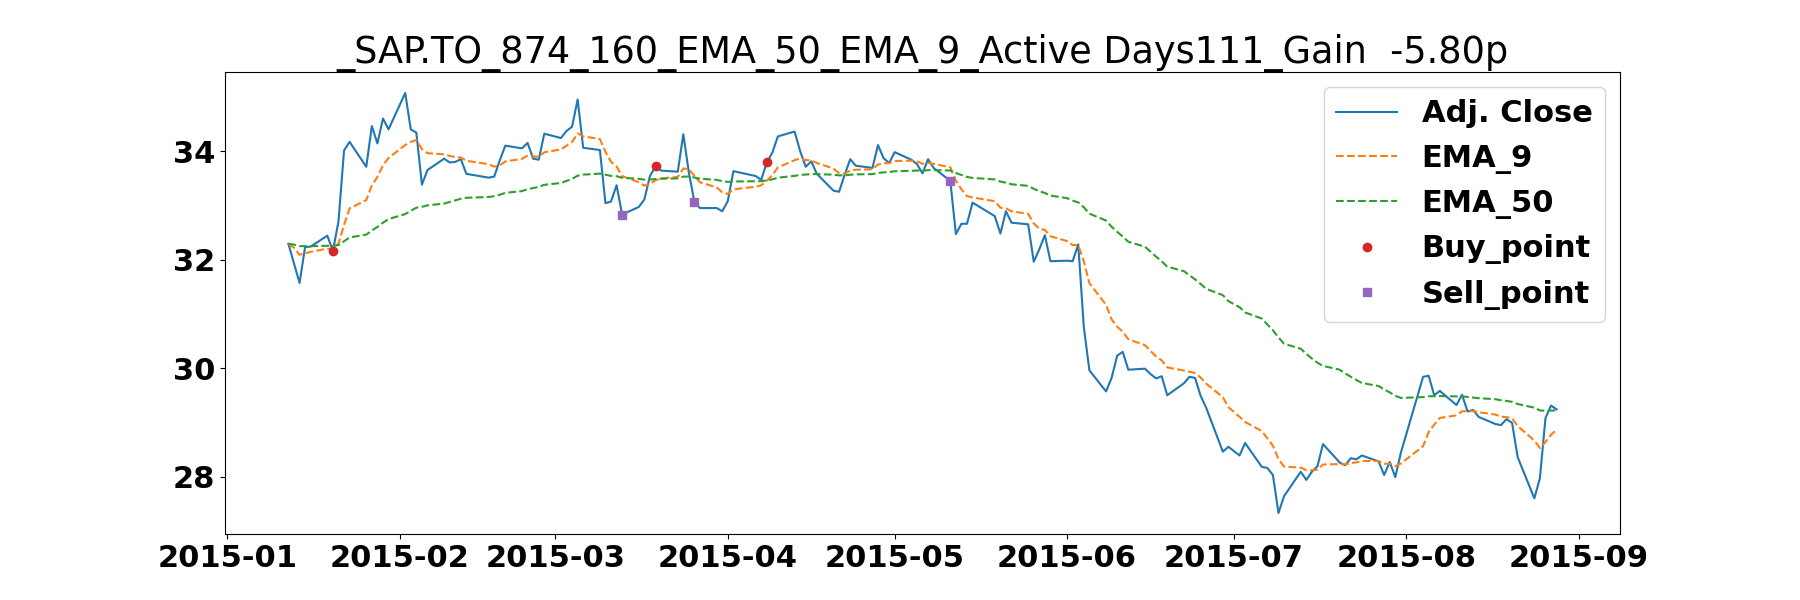 _SAP.TO_874_160_EMA_50_EMA_9_Active Days111_Gain  -5.80p
Adj. Close
EMA_9
EMA_50
Buy_point
Sell_point
34
32
30
28
2015-01 2015-02 2015-03 2015-04 2015-05 2015-06 2015-07 2015-08 2015-09